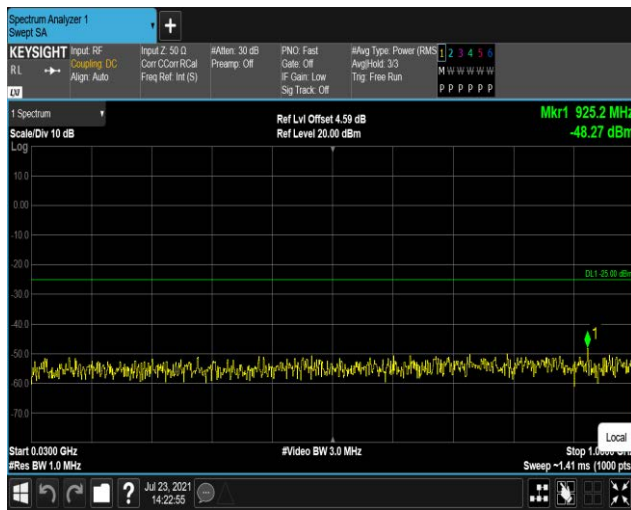 Spectrum Analyzer 1
Swept SA
+
KEYSIGHT Input: RF Input Z: 50 Ω #Atten: 30 dB PNO: Fast #Avg Type: Power (RMS 1 2 3 4 5 6
RL Coupling: DC Corr CCorr RCal Preamp: Off Gate: Off Avg|Hold: 3/3 M W W W W W
Align: Auto Freq Ref: Int (S) IF Gain: Low Trig: Free Run
LXI Sig Track: Off P P P P P P
1 Spectrum Ref Lvl Offset 4.59 dB Mkr1 925.2 MHz
Scale/Div 10 dB Ref Level 20.00 dBm -48.27 dBm
Log
10.0
0.00
-10.0
-20.0
DL1 -25.00 dBm
-30.0
-40.0
1
-50.0
-60.0
-70.0
Local
Start 0.0300 GHz #Video BW 3.0 MHz Stop 1.0000 GHz
#Res BW 1.0 MHz Sweep ~1.41 ms (1000 pts
? Jul 23, 2021
14:22:55